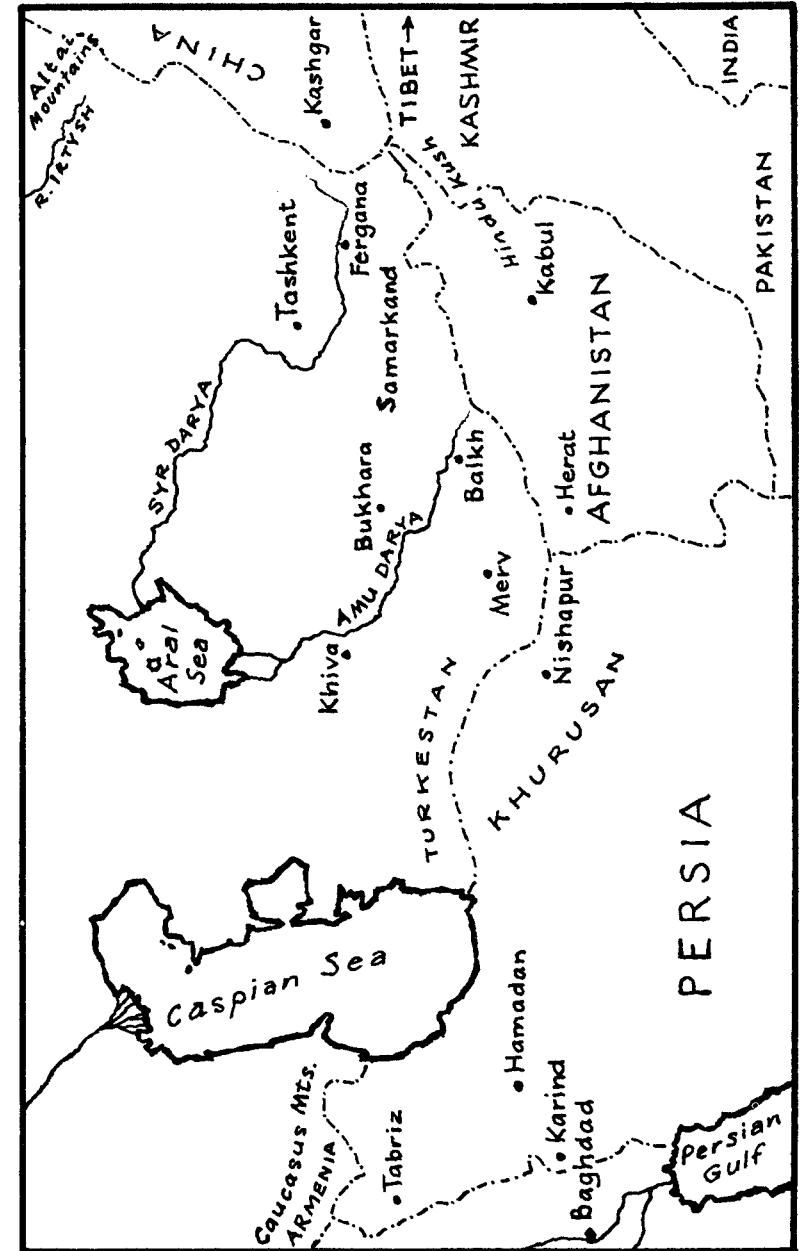 Altai
Mountains
R. IRTYSH
CHINA
Kashgar
TIBET→
KASHMIR
INDIA
Hindu Kush
PAKISTAN
Tashkent
Fergana
Samarkand
Kabul
AFGHANISTAN
SYR DARYA
Bukhara
AMU DARYA
Balkh
Herat
Merv
Aral
Sea
Khiva
Nishapur
TURKESTAN
KHURUSAN
PERSIA
Caspian Sea
Hamadan
Caucasus Mts.
ARMENIA
Tabriz
Karind
Baghdad
Persian
Gulf